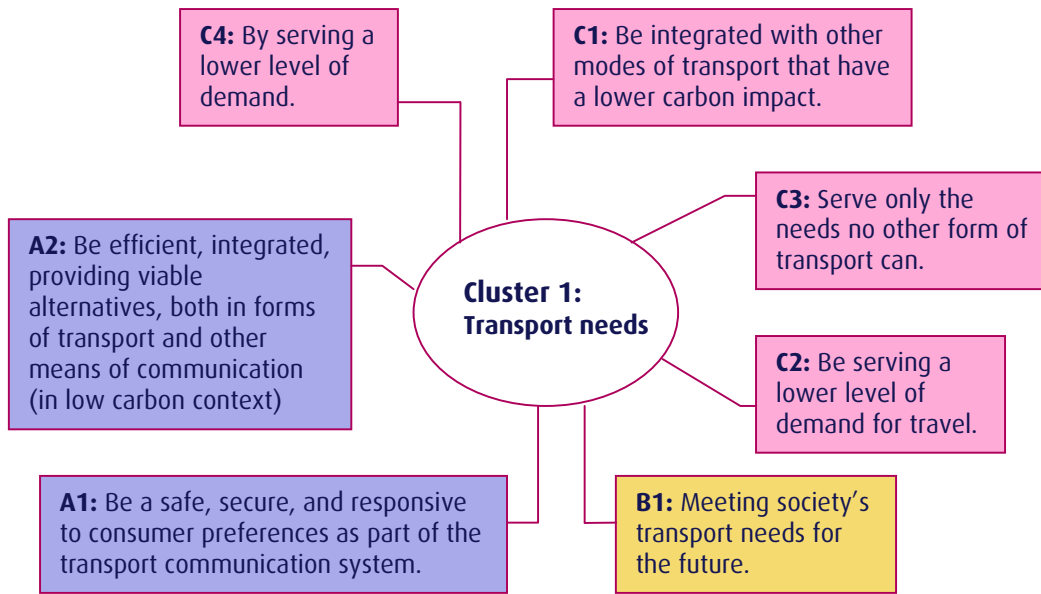 C4: By serving a
lower level of
demand.
C1: Be integrated with other
modes of transport that have
a lower carbon impact.
C3: Serve only the
needs no other form of
transport can.
A2: Be efficient, integrated,
providing viable
alternatives, both in forms
of transport and other
means of communication
(in low carbon context)
Cluster 1:
Transport needs
C2: Be serving a
lower level of
demand for travel.
A1: Be a safe, secure, and responsive
to consumer preferences as part of the
transport communication system.
B1: Meeting society’s
transport needs for
the future.